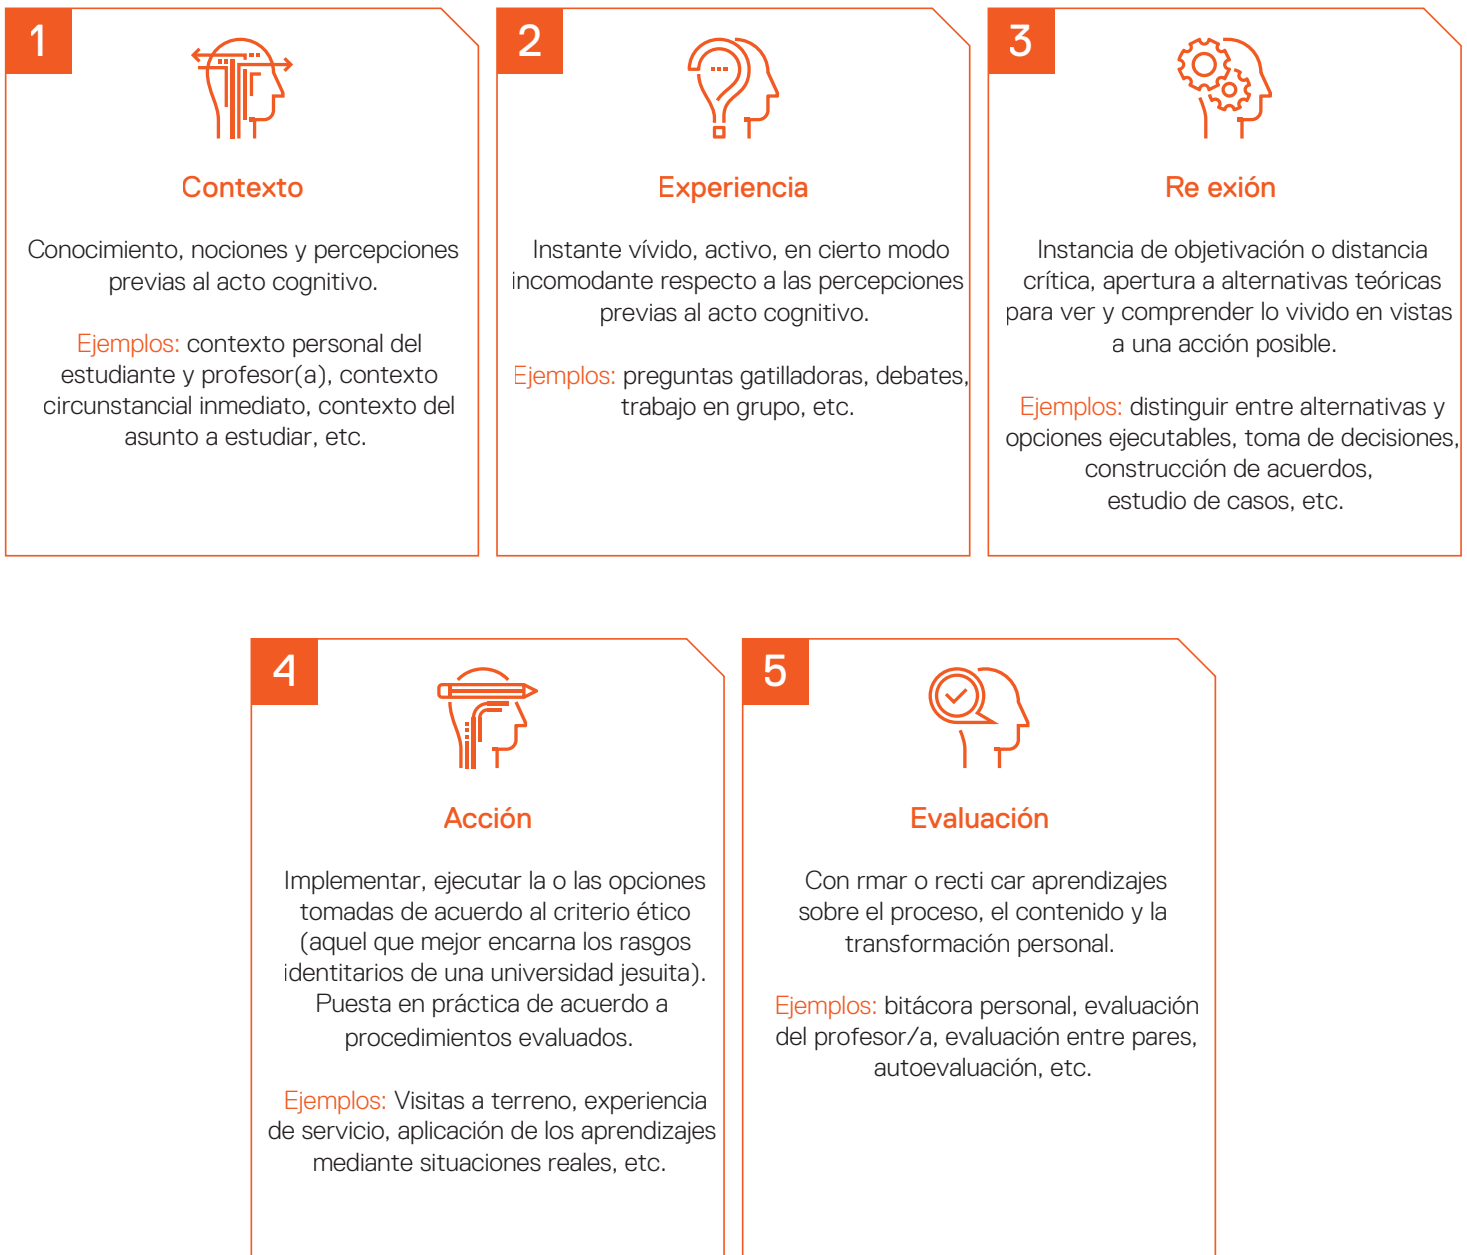 1
Contexto
Conocimiento, nociones y percepciones
previas al acto cognitivo.
Ejemplos: contexto personal del
estudiante y profesor(a), contexto
circunstancial inmediato, contexto del
asunto a estudiar, etc.
2
Experiencia
Instante vívido, activo, en cierto modo
incomodante respecto a las percepciones
previas al acto cognitivo.
Ejemplos: preguntas gatilladoras, debates,
trabajo en grupo, etc.
3
Re exión
Instancia de objetivación o distancia
crítica, apertura a alternativas teóricas
para ver y comprender lo vivido en vistas
a una acción posible.
Ejemplos: distinguir entre alternativas y
opciones ejecutables, toma de decisiones,
construcción de acuerdos,
estudio de casos, etc.
4
Acción
Implementar, ejecutar la o las opciones
tomadas de acuerdo al criterio ético
(aquel que mejor encarna los rasgos
identitarios de una universidad jesuita).
Puesta en práctica de acuerdo a
procedimientos evaluados.
Ejemplos: Visitas a terreno, experiencia
de servicio, aplicación de los aprendizajes
mediante situaciones reales, etc.
5
Evaluación
Con rmar o recti car aprendizajes
sobre el proceso, el contenido y la
transformación personal.
Ejemplos: bitácora personal, evaluación
del profesor/a, evaluación entre pares,
autoevaluación, etc.